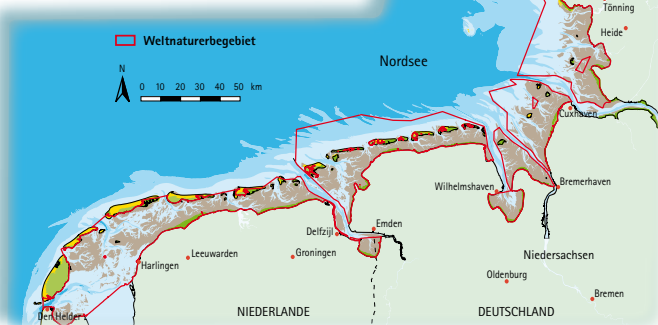 Tönning
Heide
Weltnaturerbegebiet
Nordsee
N
0 10 20 30 40 50 km
Cuxhaven
Wilhelmshaven
Bremerhaven
Emden
Delfzijl
Niedersachsen
Leeuwarden
Groningen
Harlingen
Oldenburg
Bremen
Den Helder
NIEDERLANDE
DEUTSCHLAND